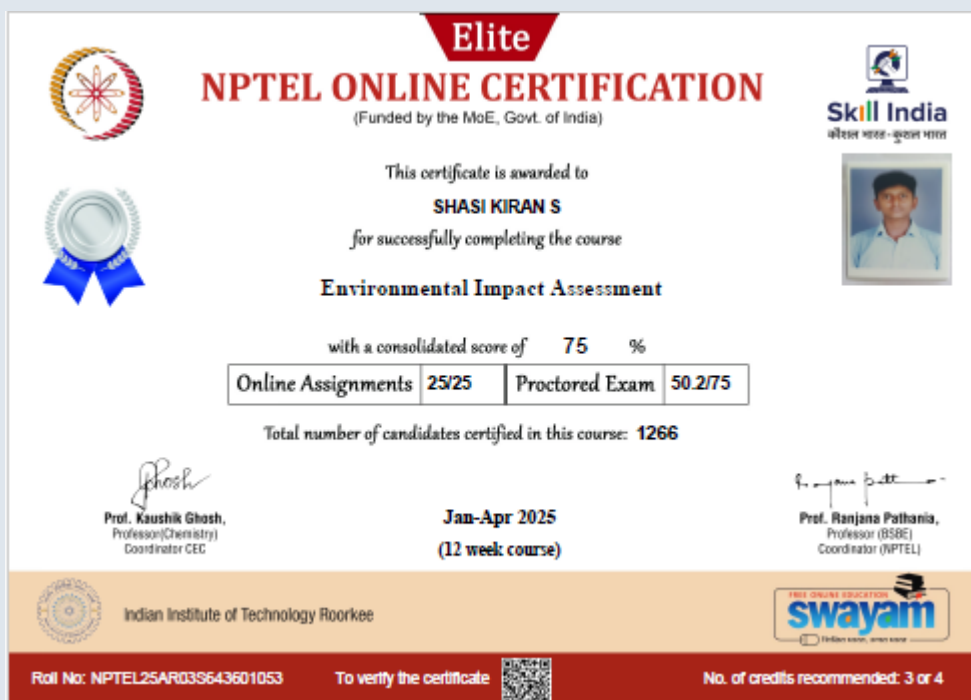 Elite
NPTEL ONLINE CERTIFICATION
(Funded by the MoE, Govt. of India)
Skill India
कौशल भारत - कुशल भारत
This certificate is awarded to
SHASI KIRAN S
for successfully completing the course
Environmental Impact Assessment
with a consolidated score of 75 %
Online Assignments 25/25 Proctored Exam 50.2/75
Total number of candidates certified in this course: 1266
Prof. Kaushik Ghosh,
Professor(Chemistry)
Coordinator CEC
Jan-Apr 2025
(12 week course)
Prof. Ranjana Pathania,
Professor (BSBE)
Coordinator (NPTEL)
Indian Institute of Technology Roorkee
FREE ONLINE EDUCATION
swayam
Roll No: NPTEL25AR03S643601053 To verify the certificate No. of credits recommended: 3 or 4